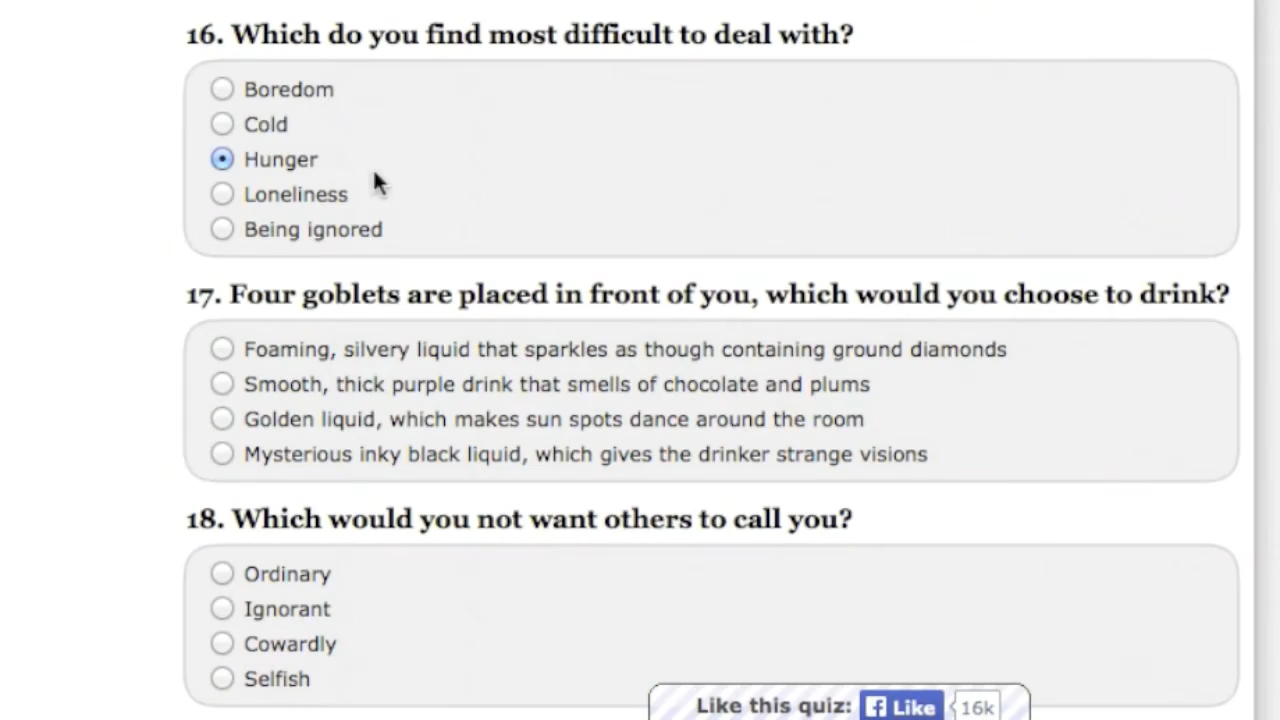 16. Which do you find most difficult to deal with?
Boredom
Cold
Hunger
Loneliness
Being ignored
17. Four goblets are placed in front of you, which would you choose to drink?
Foaming, silvery liquid that sparkles as though containing ground diamonds
Smooth, thick purple drink that smells of chocolate and plums
Golden liquid, which makes sun spots dance around the room
Mysterious inky black liquid, which gives the drinker strange visions
18. Which would you not want others to call you?
Ordinary
Ignorant
Cowardly
Selfish
Like this quiz: f Like 16k